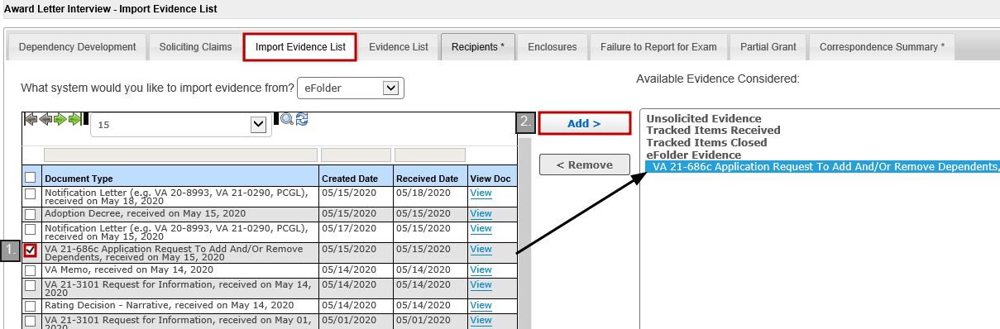 Award Letter Interview - Import Evidence List
Dependency Development
Soliciting Claims
Import Evidence List
Evidence List
Recipients *
Enclosures
Failure to Report for Exam
Partial Grant
Correspondence Summary *
What system would you like to import evidence from? eFolder
Available Evidence Considered:
15
2.
Add >
< Remove
Unsolicited Evidence
Tracked Items Received
Tracked Items Closed
eFolder Evidence
VA 21-686c Application Request To Add And/Or Remove Dependents,
Document Type Created Date Received Date View Doc
Notification Letter (e.g. VA 20-8993, VA 21-0290, PCGL),
received on May 18, 2020
05/15/2020 05/18/2020 View
Adoption Decree, received on May 15, 2020 05/15/2020 05/15/2020 View
Notification Letter (e.g. VA 20-8993, VA 21-0290, PCGL),
received on May 15, 2020
05/17/2020 05/15/2020 View
1.
VA 21-686c Application Request To Add And/Or Remove
Dependents, received on May 15, 2020
05/15/2020 05/15/2020 View
VA Memo, received on May 14, 2020 05/14/2020 05/14/2020 View
VA 21-3101 Request for Information, received on May 14,
2020
05/14/2020 05/14/2020 View
Rating Decision - Narrative, received on May 14, 2020 05/14/2020 05/14/2020 View
VA 21-3101 Request for Information, received on May 01,
2020
05/01/2020 05/01/2020 View